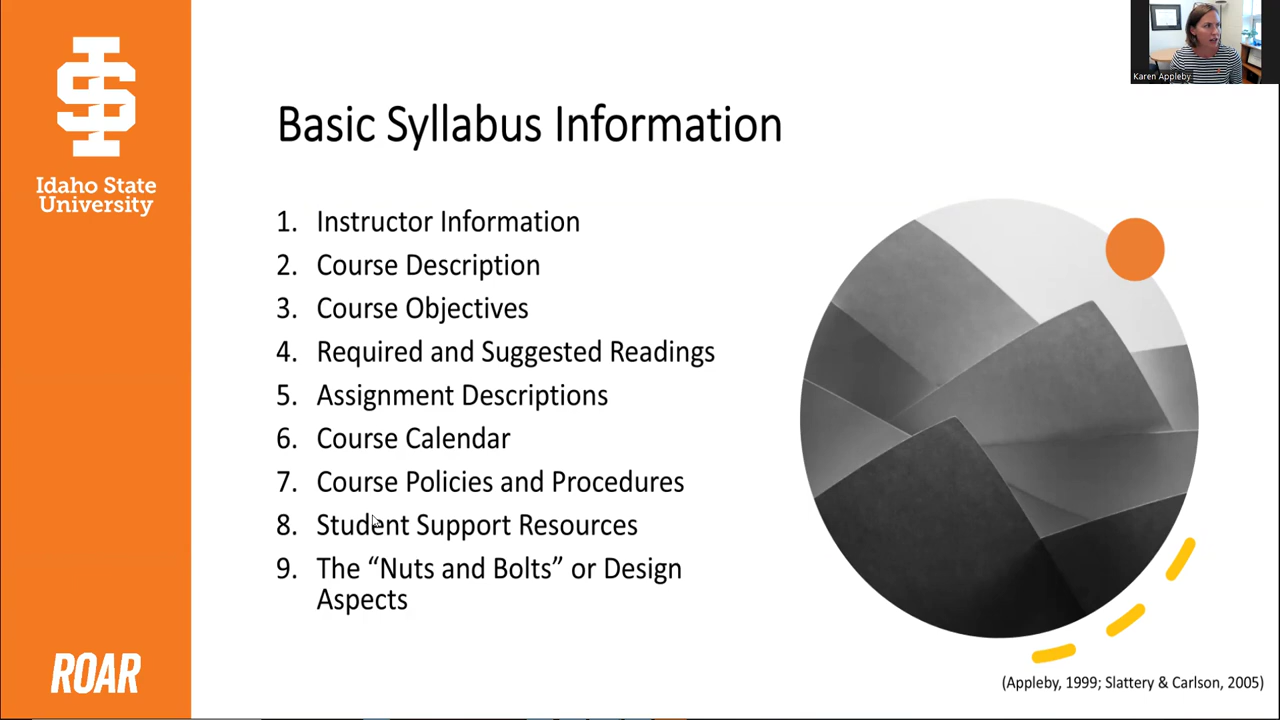 Karen Appleby
Idaho State
University
Basic Syllabus Information
1. Instructor Information
2. Course Description
3. Course Objectives
4. Required and Suggested Readings
5. Assignment Descriptions
6. Course Calendar
7. Course Policies and Procedures
8. Student Support Resources
9. The “Nuts and Bolts” or Design
Aspects
ROAR
(Appleby, 1999; Slattery & Carlson, 2005)